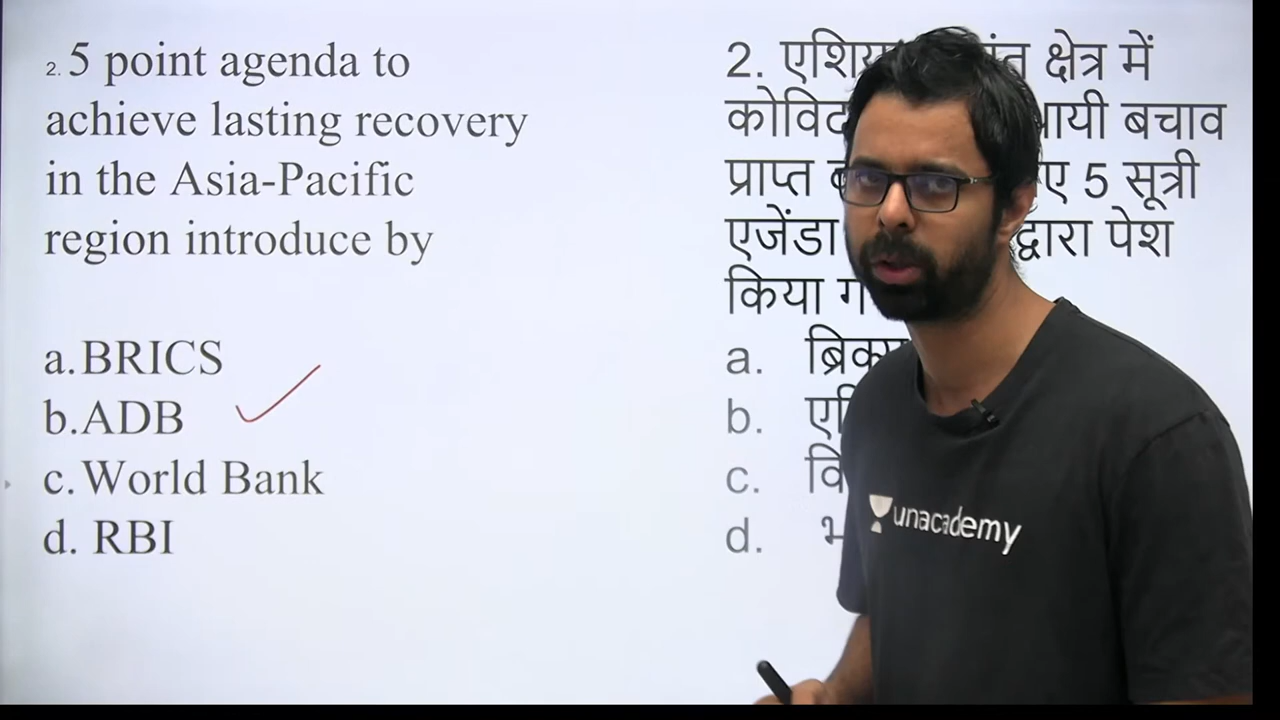 2. 5 point agenda to
achieve lasting recovery
in the Asia-Pacific
region introduce by
a. BRICS
b. ADB
c. World Bank
d. RBI
2. क्षेत्र में
बचाव
प्राप्त 5 सूत्री
एजेंडा द्वारा पेश
किया
a.
b.
c.
d.
unacademy